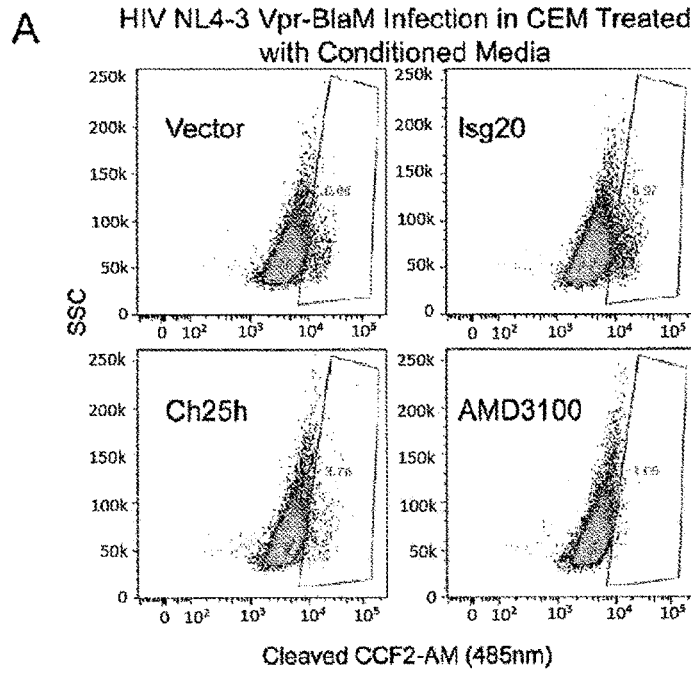 A
HIV NL4-3 Vpr-BlaM Infection in CEM Treated
with Conditioned Media
250k
200k
150k
100k
50k
0
Vector
0 10² 10³ 10⁴ 10⁵
250k
200k
150k
100k
50k
0
Isg20
0 10² 10³ 10⁴ 10⁵
SSC
250k
200k
150k
100k
50k
0
Ch25h
0 10² 10³ 10⁴ 10⁵
250k
200k
150k
100k
50k
0
AMD3100
0 10² 10³ 10⁴ 10⁵
Cleaved CCF2-AM (485nm)